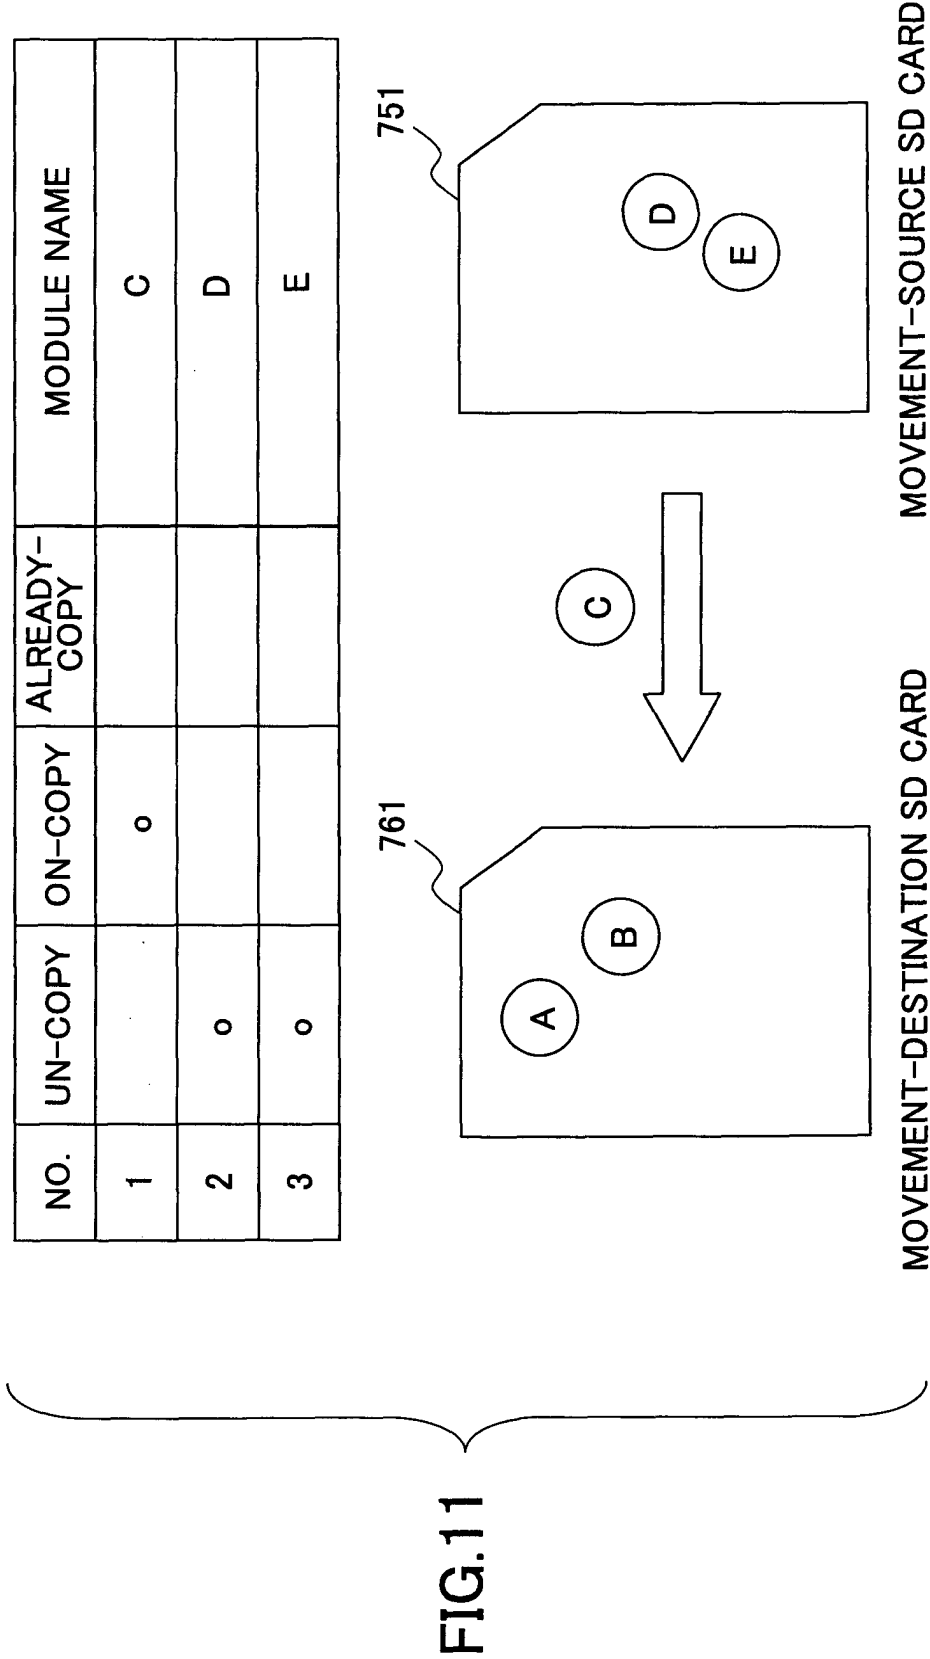 FIG.11
NO. UN-COPY ON-COPY ALREADY-COPY MODULE NAME
1 o C
2 o D
3 o E
761
751
A
B
C
D
E
MOVEMENT-DESTINATION SD CARD
MOVEMENT-SOURCE SD CARD